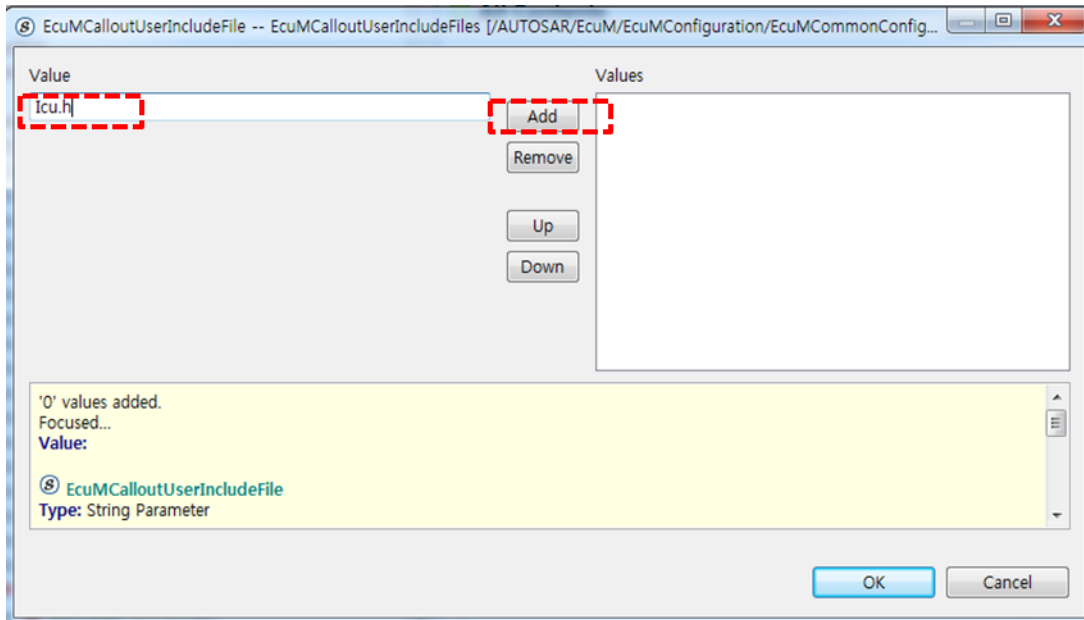 EcuMCalloutUserIncludeFile -- EcuMCalloutUserIncludeFiles [/AUTOSAR/EcuM/EcuMConfiguration/EcuMCommonConfig...
Value
Values
Icu.h
Add
Remove
Up
Down
'0' values added.
Focused...
Value:
EcuMCalloutUserIncludeFile
Type: String Parameter
OK
Cancel